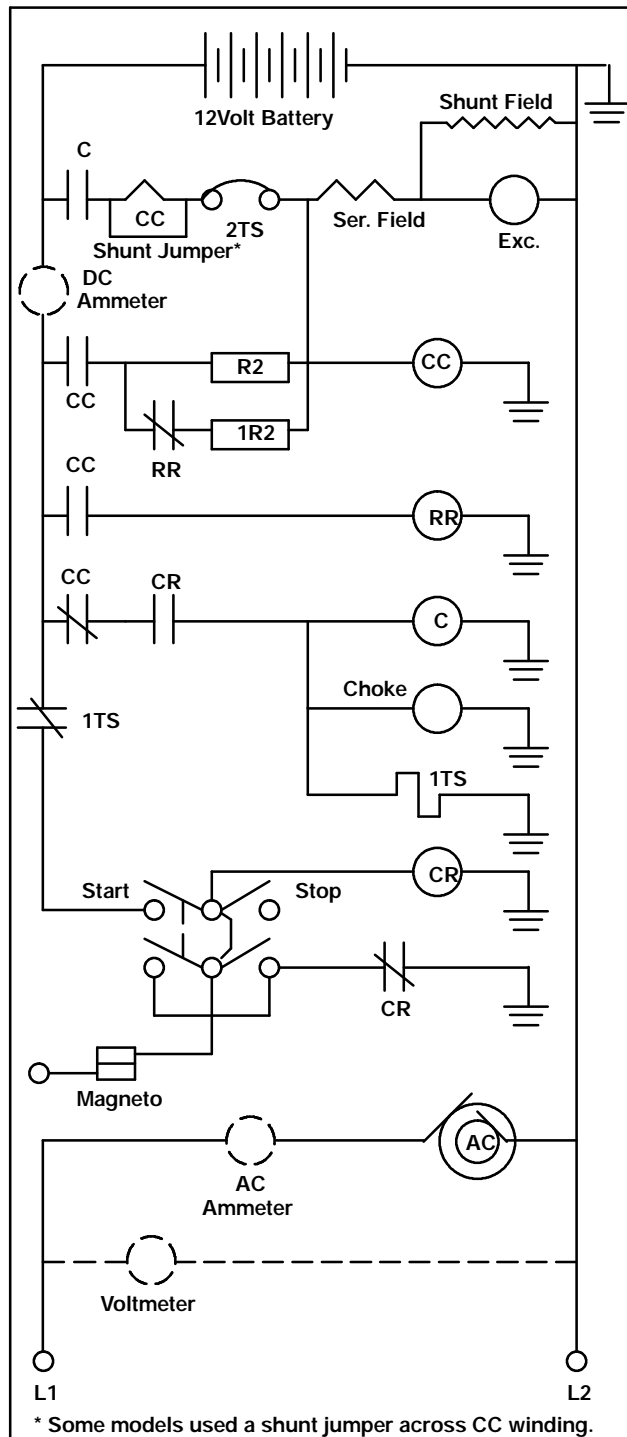 12Volt Battery
Shunt Field
C
CC
2TS
Shunt Jumper*
Ser. Field
Exc.
DC
Ammeter
CC
R2
CC
RR
1R2
CC
RR
CC
CR
C
Choke
1TS
1TS
Start
Stop
CR
CR
Magneto
AC
AC
Ammeter
Voltmeter
L1
L2
* Some models used a shunt jumper across CC winding.